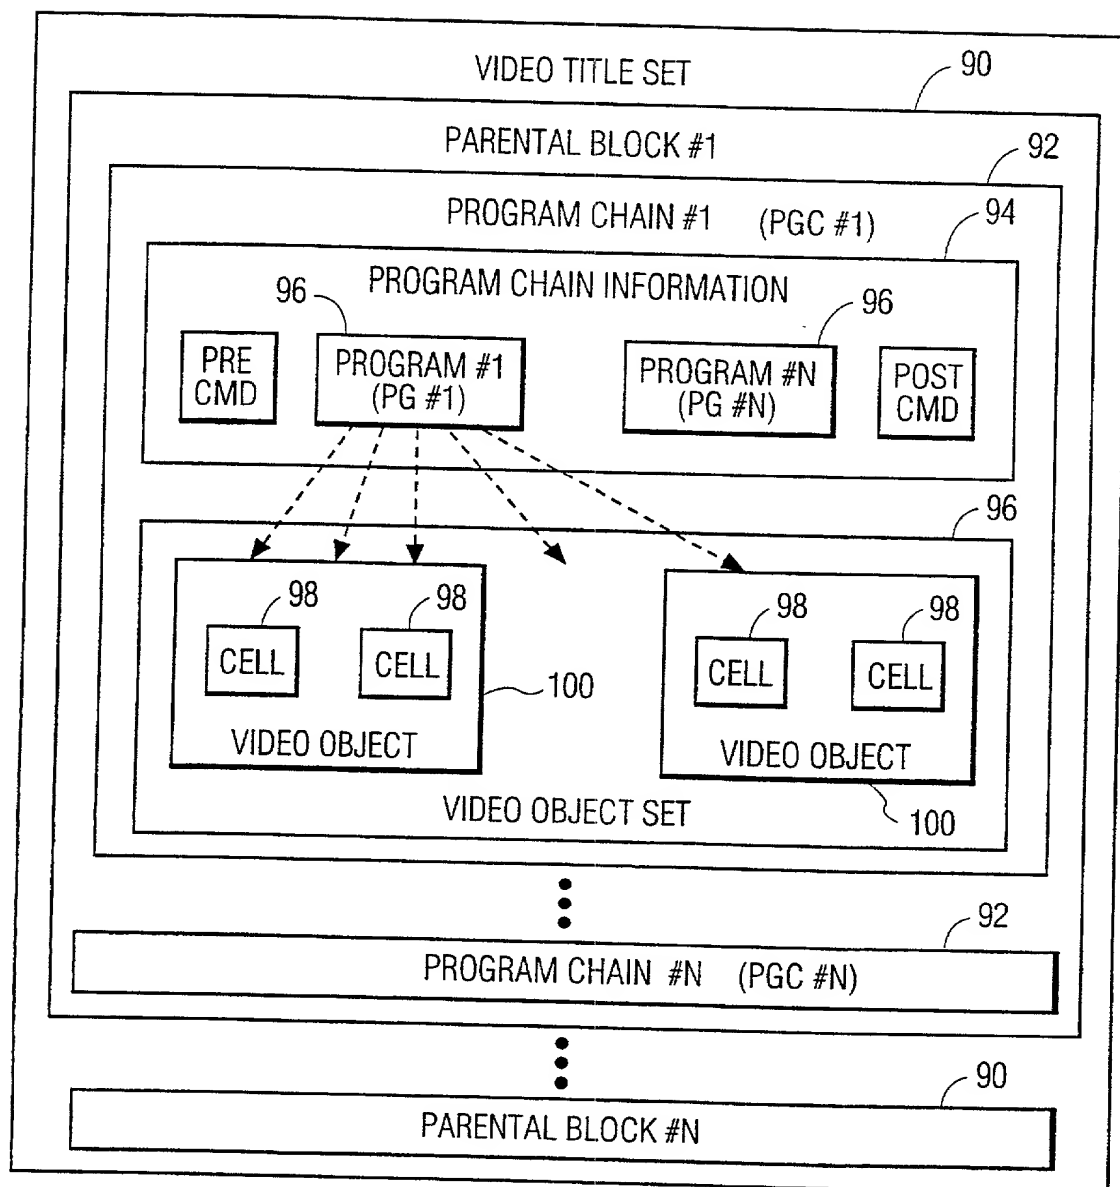 VIDEO TITLE SET
90
PARENTAL BLOCK #1
92
PROGRAM CHAIN #1 (PGC #1)
94
PROGRAM CHAIN INFORMATION
96
96
PRE
CMD
PROGRAM #1
(PG #1)
PROGRAM #N
(PG #N)
POST
CMD
96
98
98
98
98
CELL
CELL
CELL
CELL
100
VIDEO OBJECT
VIDEO OBJECT
VIDEO OBJECT SET
100
92
PROGRAM CHAIN #N (PGC #N)
90
PARENTAL BLOCK #N